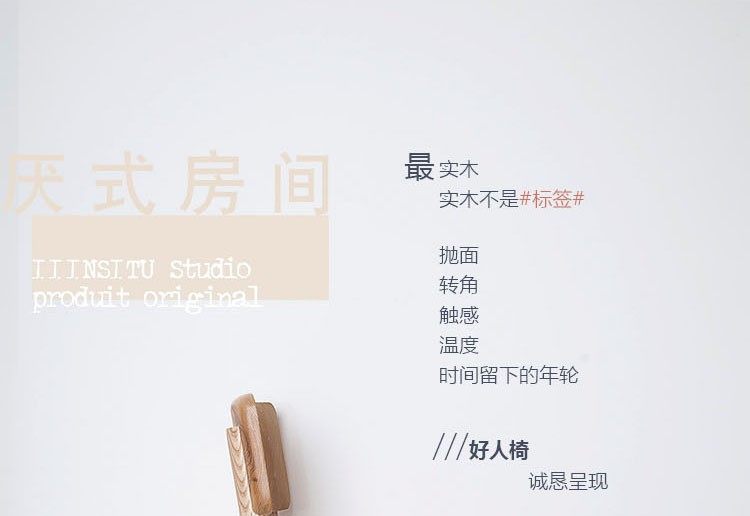 厌式房间
IIINSITU Studio
produit original
最 实木
实木不是#标签#
抛面
转角
触感
温度
时间留下的年轮
///好人椅
诚恳呈现